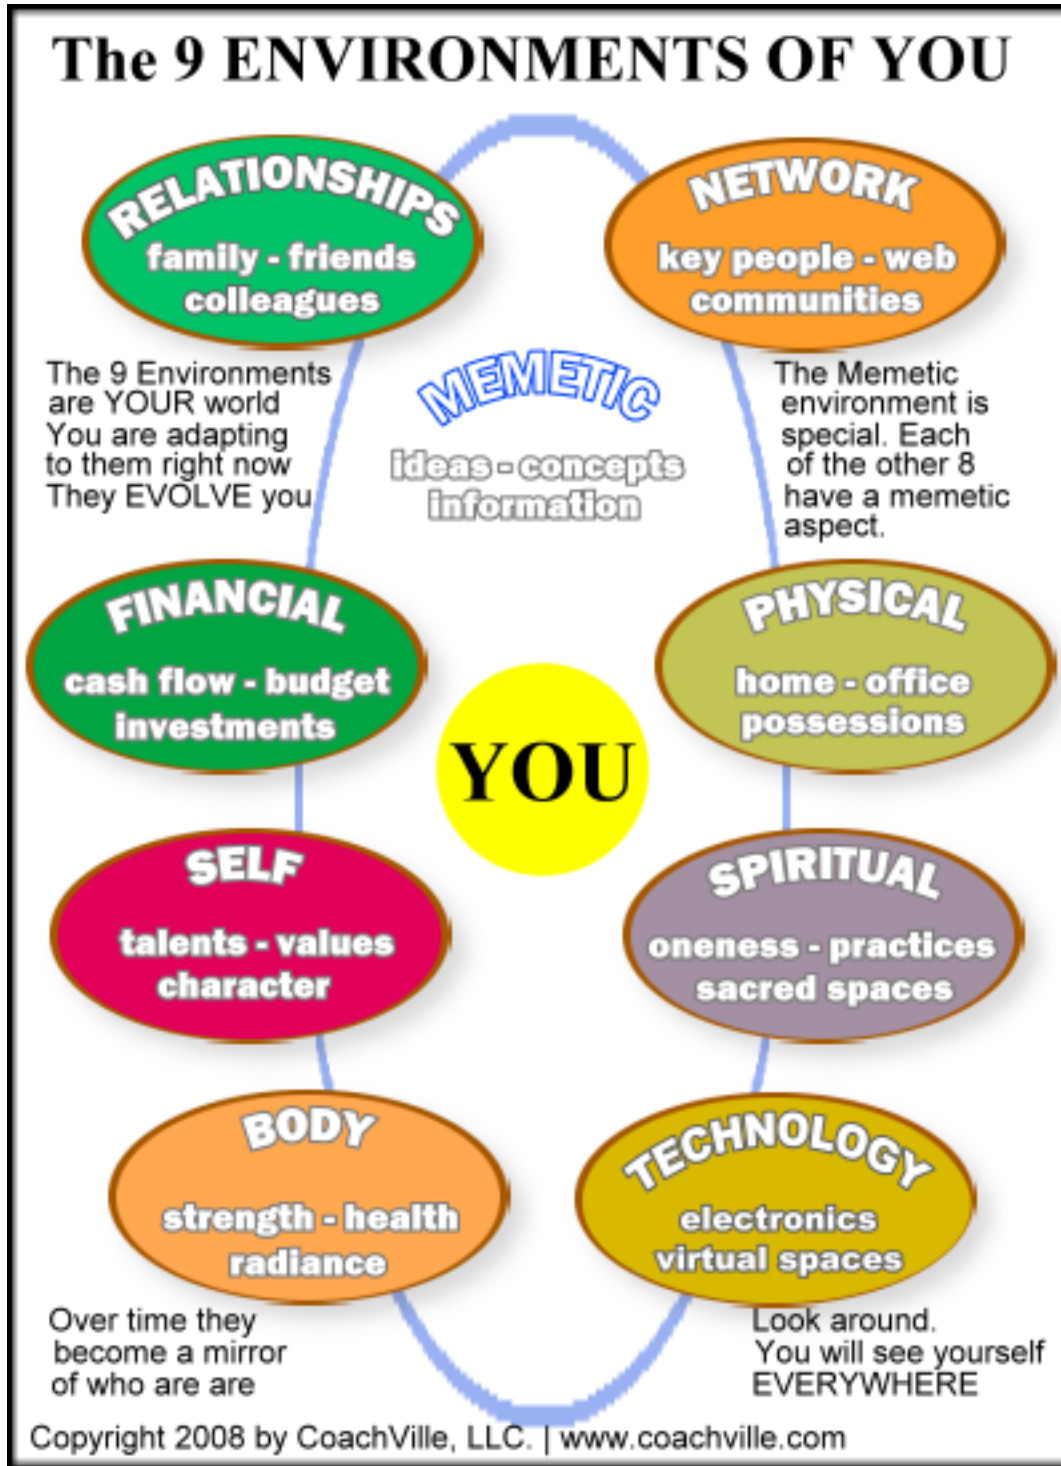 The 9 ENVIRONMENTS OF YOU
RELATIONSHIPS
family - friends
colleagues
NETWORK
key people - web
communities
The 9 Environments
are YOUR world
You are adapting
to them right now
They EVOLVE you
MEMETIC
ideas - concepts
information
The Memetic
environment is
special. Each
of the other 8
have a memetic
aspect.
FINANCIAL
cash flow - budget
investments
PHYSICAL
home - office
possessions
YOU
SELF
talents - values
character
SPIRITUAL
oneness - practices
sacred spaces
BODY
strength - health
radiance
TECHNOLOGY
electronics
virtual spaces
Over time they
become a mirror
of who are are
Look around.
You will see yourself
EVERYWHERE
Copyright 2008 by CoachVille, LLC. | www.coachville.com